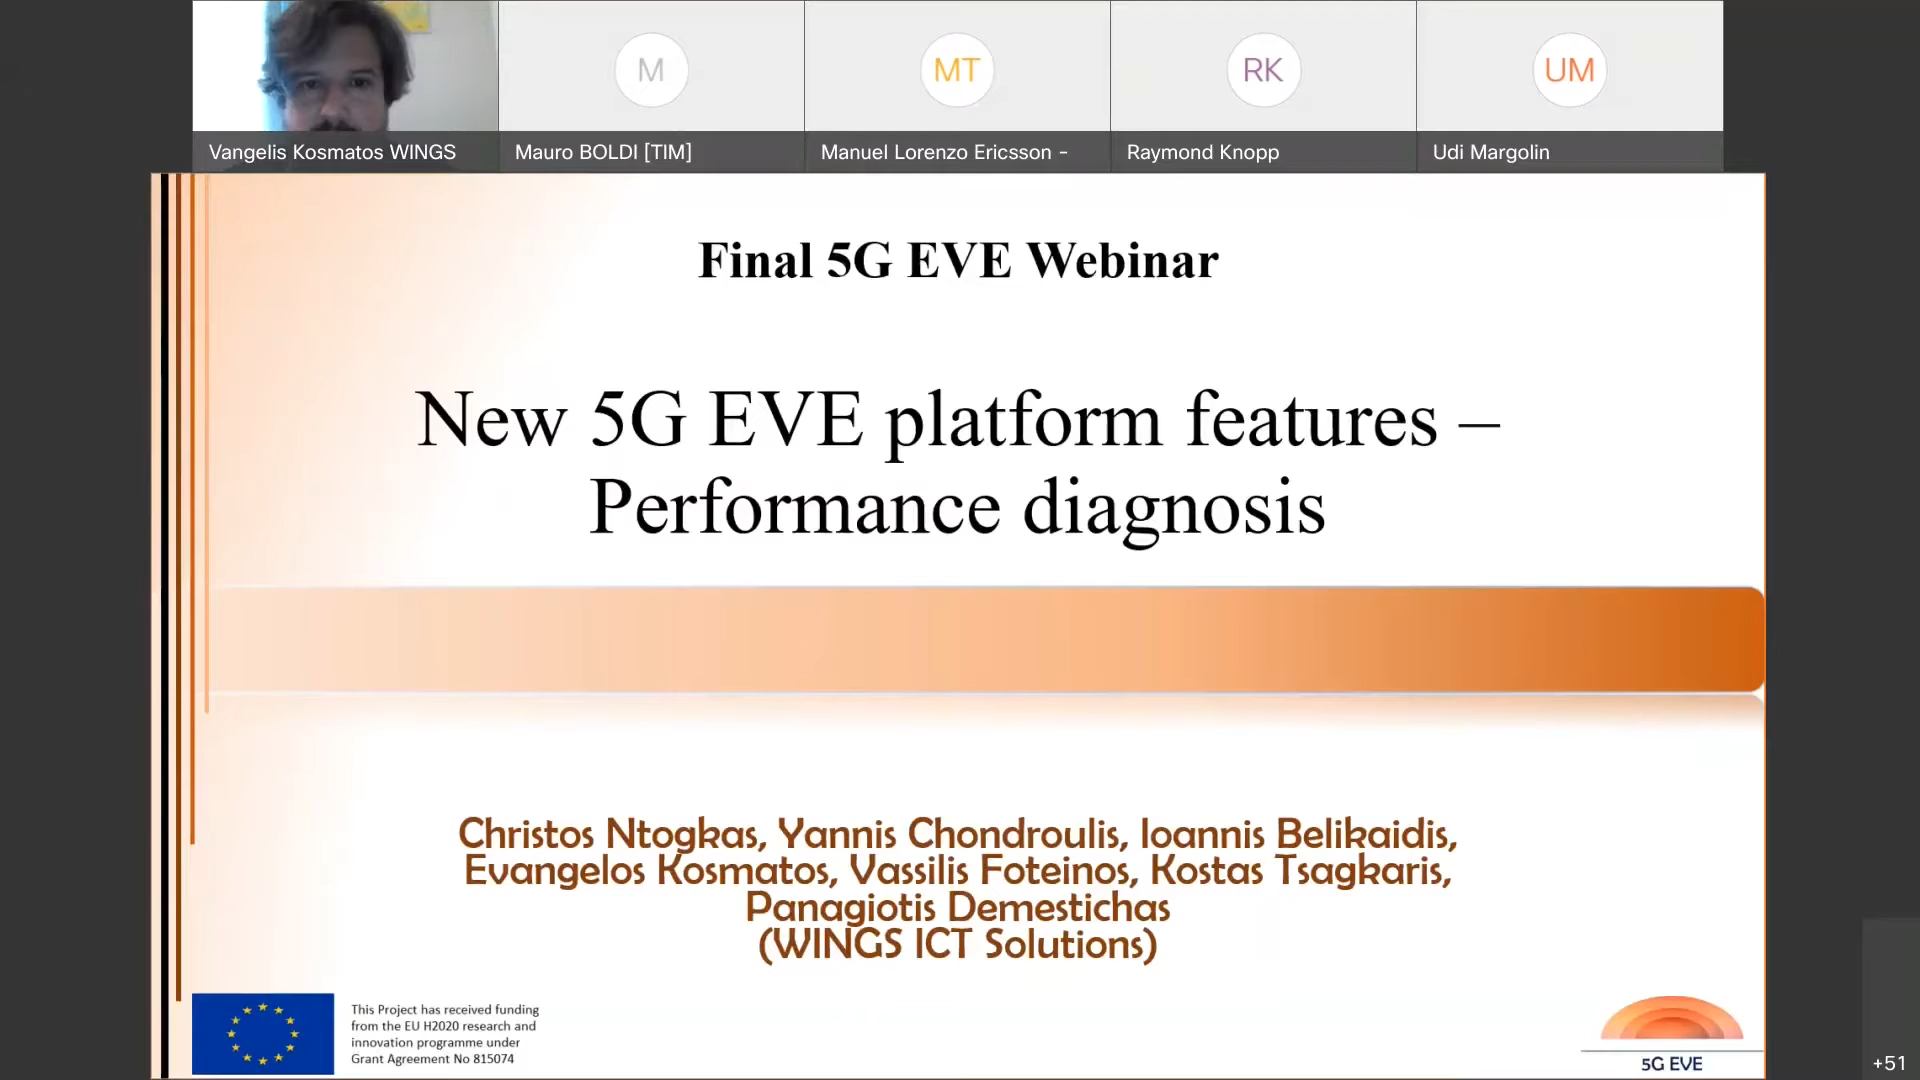 M
MT
RK
UM
Vangelis Kosmatos WINGS
Mauro BOLDI [TIM]
Manuel Lorenzo Ericsson -
Raymond Knopp
Udi Margolin
Final 5G EVE Webinar
New 5G EVE platform features –
Performance diagnosis
Christos Ntogkas, Yannis Chondroulis, Ioannis Belikaidis,
Evangelos Kosmatos, Vassilis Foteinos, Kostas Tsagkaris,
Panagiotis Demestichas
(WINGS ICT Solutions)
This Project has received funding
from the EU H2020 research and
innovation programme under
Grant Agreement No 815074
5G EVE
+51